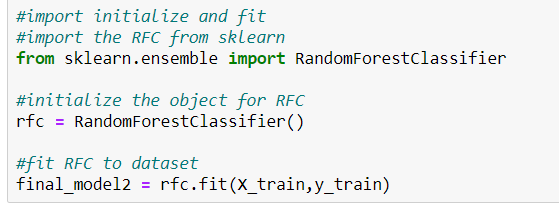 #import initialize and fit
#import the RFC from sklearn
from sklearn.ensemble import RandomForestClassifier
#initialize the object for RFC
rfc = RandomForestClassifier()
#fit RFC to dataset
final_model2 = rfc.fit(X_train,y_train)